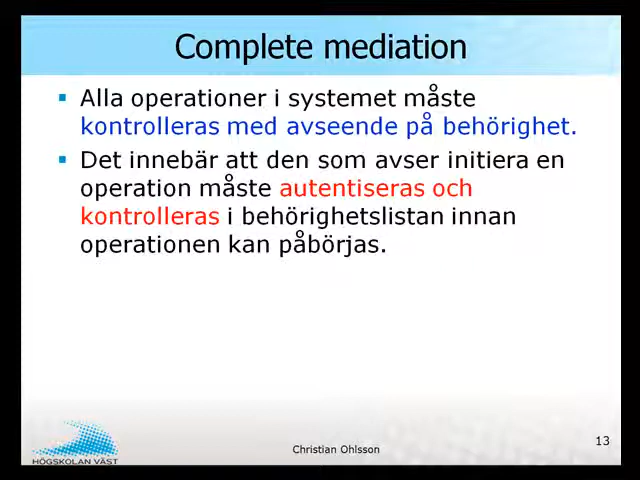 Complete mediation
Alla operationer i systemet måste
kontrolleras med avseende på behörighet.
Det innebär att den som avser initiera en
operation måste autentiseras och
kontrolleras i behörighetslistan innan
operationen kan påbörjas.
HÖGSKOLAN VÄST
Christian Ohlsson
13